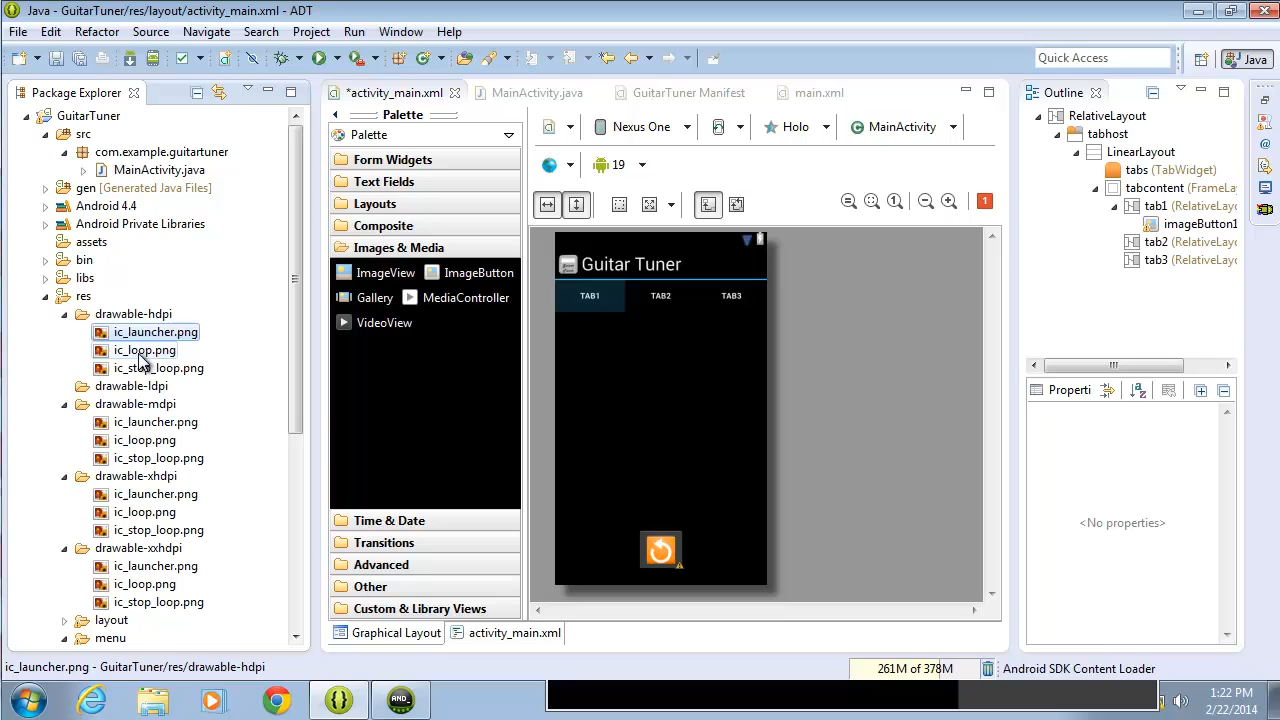 Java - GuitarTuner/res/layout/activity_main.xml - ADT
File Edit Refactor Source Navigate Search Project Run Window Help
Quick Access
Java
Package Explorer
GuitarTuner
src
com.example.guitartuner
MainActivity.java
gen [Generated Java Files]
Android 4.4
Android Private Libraries
assets
bin
libs
res
drawable-hdpi
ic_launcher.png
ic_loop.png
ic_stop_loop.png
drawable-ldpi
drawable-mdpi
ic_launcher.png
ic_loop.png
ic_stop_loop.png
drawable-xhdpi
ic_launcher.png
ic_loop.png
ic_stop_loop.png
drawable-xxhdpi
ic_launcher.png
ic_loop.png
ic_stop_loop.png
layout
menu
*activity_main.xml
MainActivity.java
GuitarTuner Manifest
main.xml
Palette
Palette
Form Widgets
Text Fields
Layouts
Composite
Images & Media
ImageView ImageButton
Gallery MediaController
VideoView
Time & Date
Transitions
Advanced
Other
Custom & Library Views
Nexus One
Holo
MainActivity
19
1
Guitar Tuner
TAB1 TAB2 TAB3
Graphical Layout
activity_main.xml
Outline
RelativeLayout
tabhost
LinearLayout
tabs (TabWidget)
tabcontent (FrameLa
tab1 (RelativeL
imageButton1
tab2 (RelativeL
tab3 (RelativeL
Properti
<No properties>
ic_launcher.png - GuitarTuner/res/drawable-hdpi
261M of 378M
Android SDK Content Loader
AND_
1:22 PM
2/22/2014